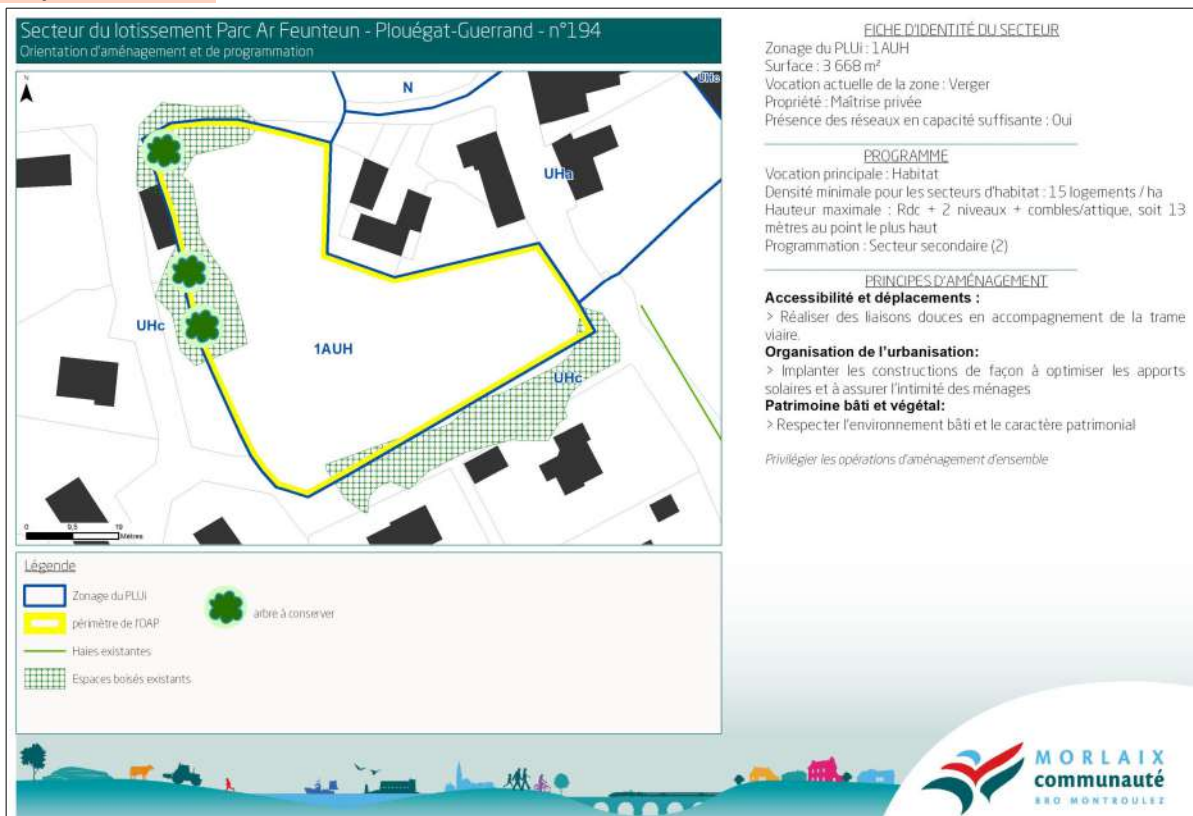 Secteur du lotissement Parc Ar Feunteun - Plouégat-Guerrand - n°194
Orientation d'aménagement et de programmation
N
N
UHc
UHa
UHc
1AUH
UHc
0 9,5 19
Mètres
Légende
Zonage du PLUi
périmètre de l'OAP
Haies existantes
Espaces boisés existants
arbre à conserver
FICHE D'IDENTITÉ DU SECTEUR
Zonage du PLUi : 1AUH
Surface : 3 668 m²
Vocation actuelle de la zone : Verger
Propriété : Maîtrise privée
Présence des réseaux en capacité suffisante : Oui
PROGRAMME
Vocation principale : Habitat
Densité minimale pour les secteurs d'habitat : 15 logements / ha
Hauteur maximale : Rdc + 2 niveaux + combles/attique, soit 13
mètres au point le plus haut
Programmation : Secteur secondaire (2)
PRINCIPES D'AMÉNAGEMENT
Accessibilité et déplacements :
> Réaliser des liaisons douces en accompagnement de la trame
viaire.
Organisation de l'urbanisation:
> Implanter les constructions de façon à optimiser les apports
solaires et à assurer l'intimité des ménages
Patrimoine bâti et végétal:
> Respecter l'environnement bâti et le caractère patrimonial
Privilégier les opérations d'aménagement d'ensemble
MORLAIX
communauté
BRO MONTROULEZ